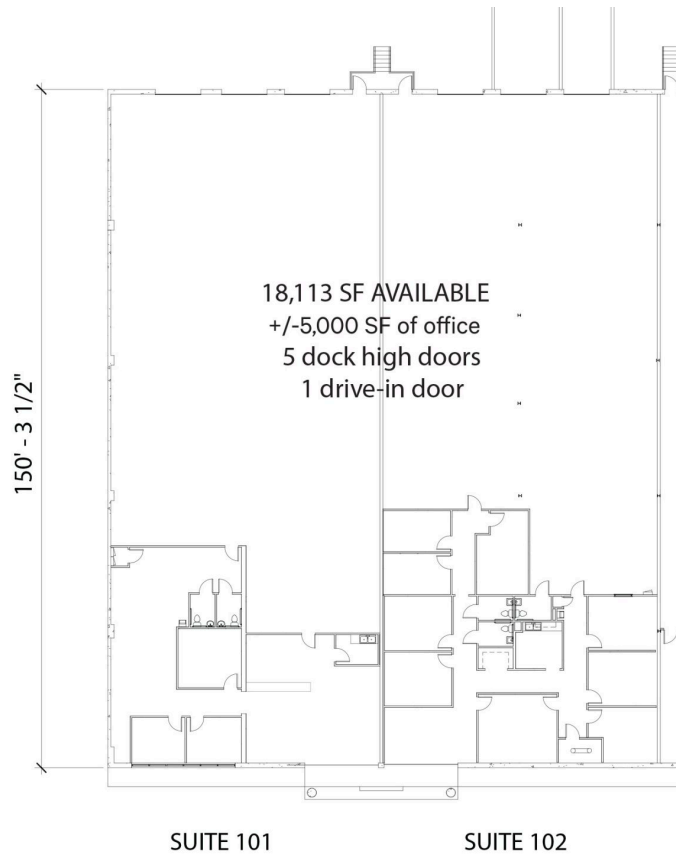 18,113 SF AVAILABLE
+/-5,000 SF of office
5 dock high doors
1 drive-in door
150' - 3 1/2"
SUITE 101
SUITE 102